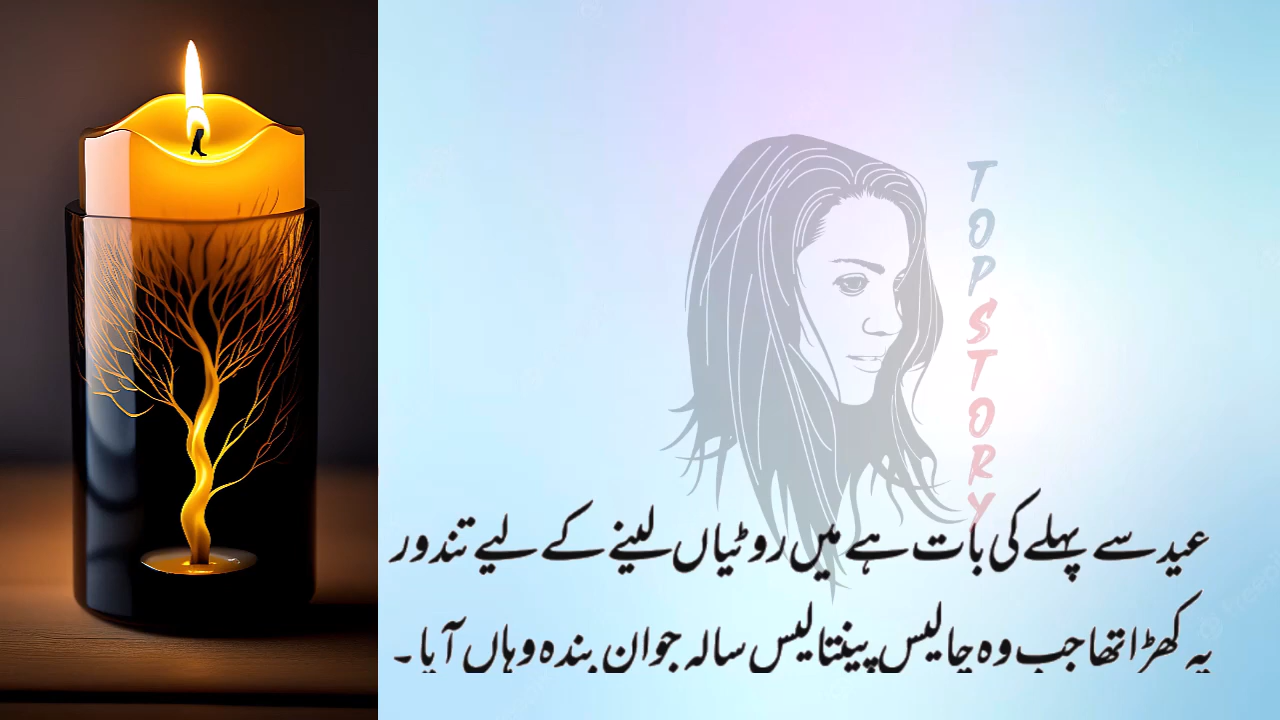 TOP STORY
عید سے پہلے کی بات ہے میں روٹیاں لینے کے لیے تندور
یہ کھڑا تھا جب وہ چالیس پینتالیس سالہ جوان بندہ وہاں آیا۔